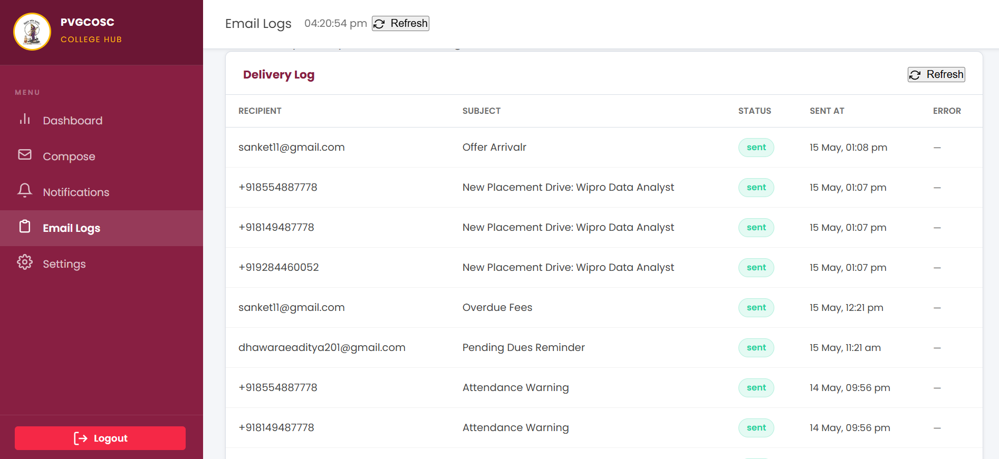 PVGCOSC
COLLEGE HUB
MENU
Dashboard
Compose
Notifications
Email Logs
Settings
Logout
Email Logs 04:20:54 pm Refresh
Delivery Log Refresh
RECIPIENT SUBJECT STATUS SENT AT ERROR
sanket11@gmail.com Offer Arrivalr sent 15 May, 01:08 pm —
+918554887778 New Placement Drive: Wipro Data Analyst sent 15 May, 01:07 pm —
+918149487778 New Placement Drive: Wipro Data Analyst sent 15 May, 01:07 pm —
+919284460052 New Placement Drive: Wipro Data Analyst sent 15 May, 01:07 pm —
sanket11@gmail.com Overdue Fees sent 15 May, 12:21 pm —
dhawaraeaditya201@gmail.com Pending Dues Reminder sent 15 May, 11:21 am —
+918554887778 Attendance Warning sent 14 May, 09:56 pm —
+918149487778 Attendance Warning sent 14 May, 09:56 pm —